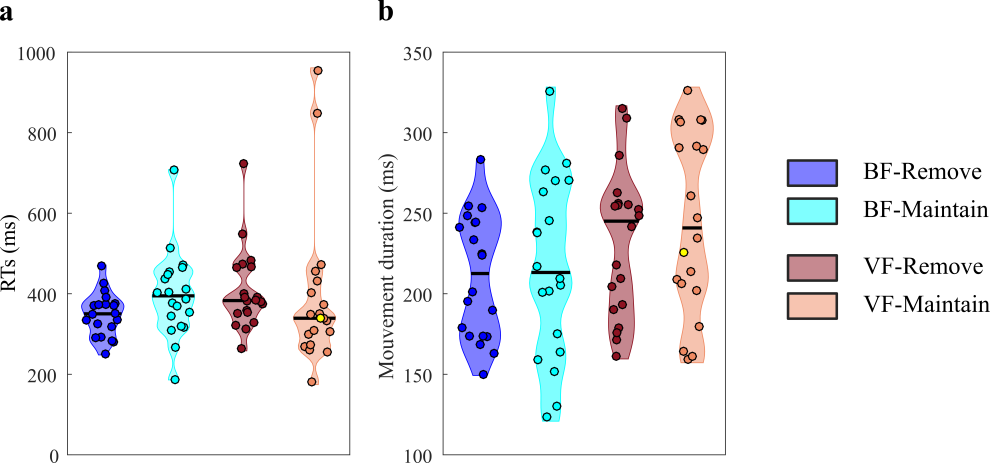 a
b
1000
800
600
400
200
0
RTs (ms)
350
300
250
200
150
100
Mouvement duration (ms)
BF-Remove
BF-Maintain
VF-Remove
VF-Maintain